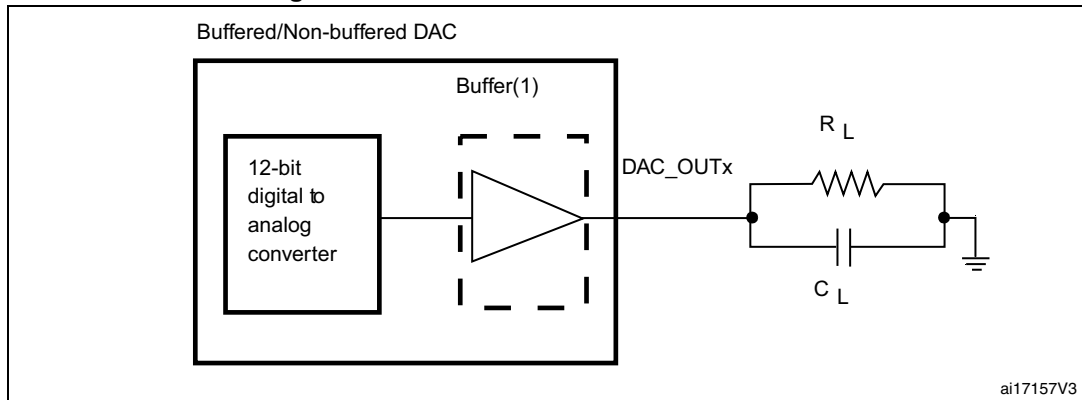 Buffered/Non-buffered DAC
Buffer(1)
12-bit
digital to
analog
converter
DAC_OUTx
R L
C L
ai17157V3